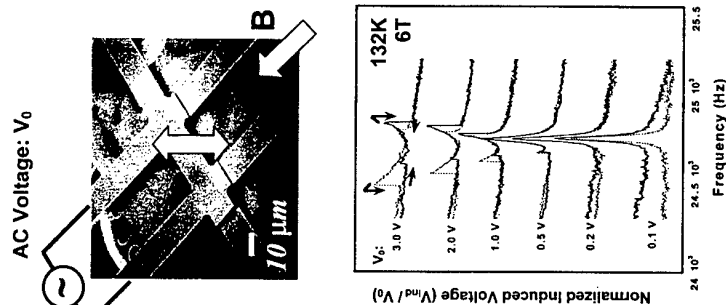 AC Voltage: V₀
~
B
10 μm
132K
6T
V₀:
3.0 V
2.0 V
1.0 V
0.5 V
0.2 V
0.1 V
Normalized Induced Voltage (V_ind / V₀)
24 10³
24.5 10³
25 10³
25.5
Frequency (Hz)